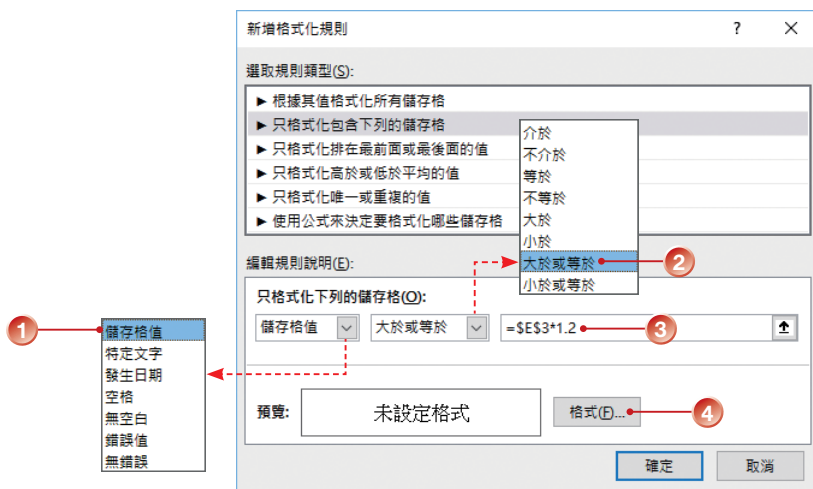 新增格式化規則 ? ×
選取規則類型(S):
► 根據其值格式化所有儲存格
► 只格式化包含下列的儲存格
► 只格式化排在最前面或最後面的值
► 只格式化高於或低於平均的值
► 只格式化唯一或重複的值
► 使用公式來決定要格式化哪些儲存格
介於
不介於
等於
不等於
大於
小於
大於或等於
小於或等於
2
編輯規則說明(E):
只格式化下列的儲存格(O):
儲存格值 大於或等於 =$E$3*1.2
3
1
儲存格值
特定文字
發生日期
空格
無空白
錯誤值
無錯誤
預覽: 未設定格式 格式(F)...
4
確定 取消